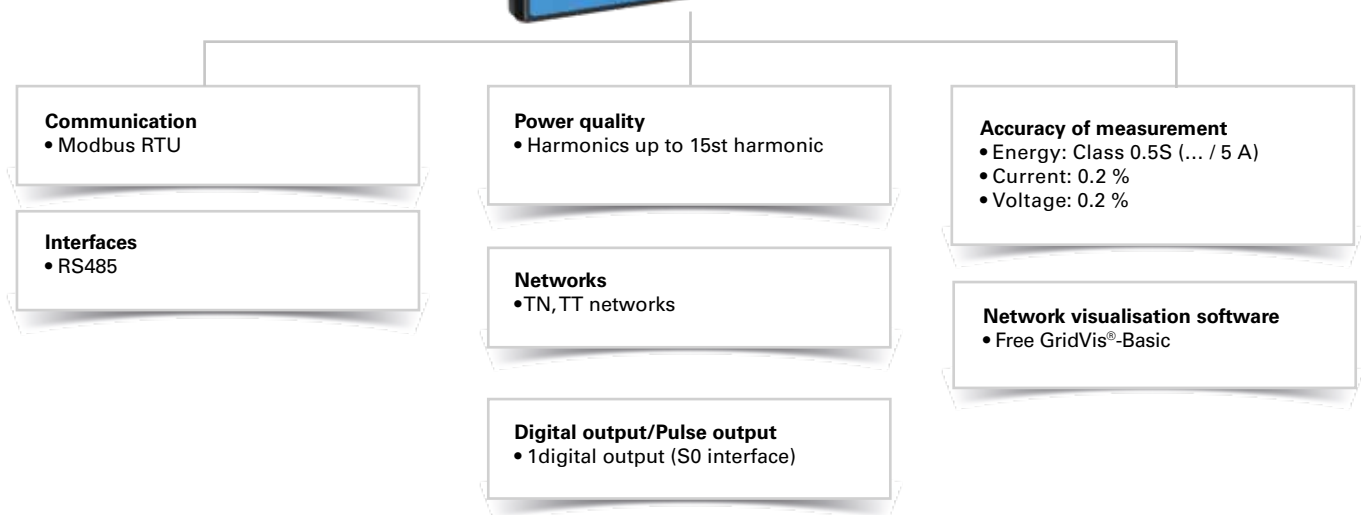 Communication
• Modbus RTU
Interfaces
• RS485
Power quality
• Harmonics up to 15st harmonic
Networks
•TN, TT networks
Digital output/Pulse output
• 1digital output (S0 interface)
Accuracy of measurement
• Energy: Class 0.5S (... / 5 A)
• Current: 0.2 %
• Voltage: 0.2 %
Network visualisation software
• Free GridVis®-Basic